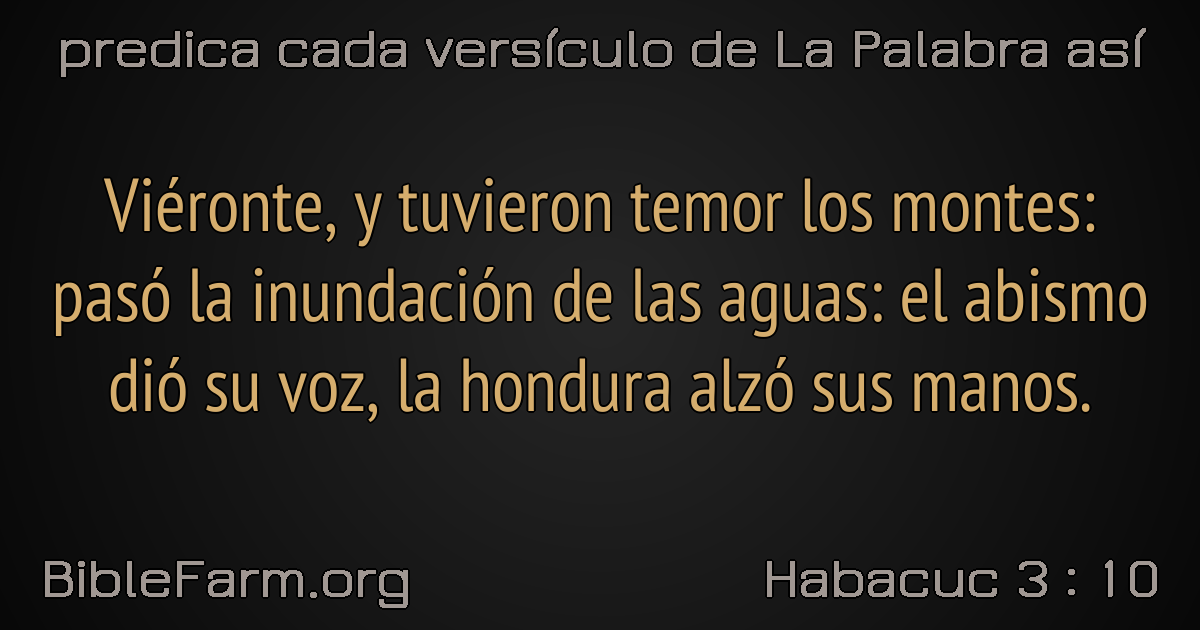 predica cada versículo de La Palabra así
Viéronte, y tuvieron temor los montes:
pasó la inundación de las aguas: el abismo
dió su voz, la hondura alzó sus manos.
BibleFarm.org
Habacuc 3 : 10